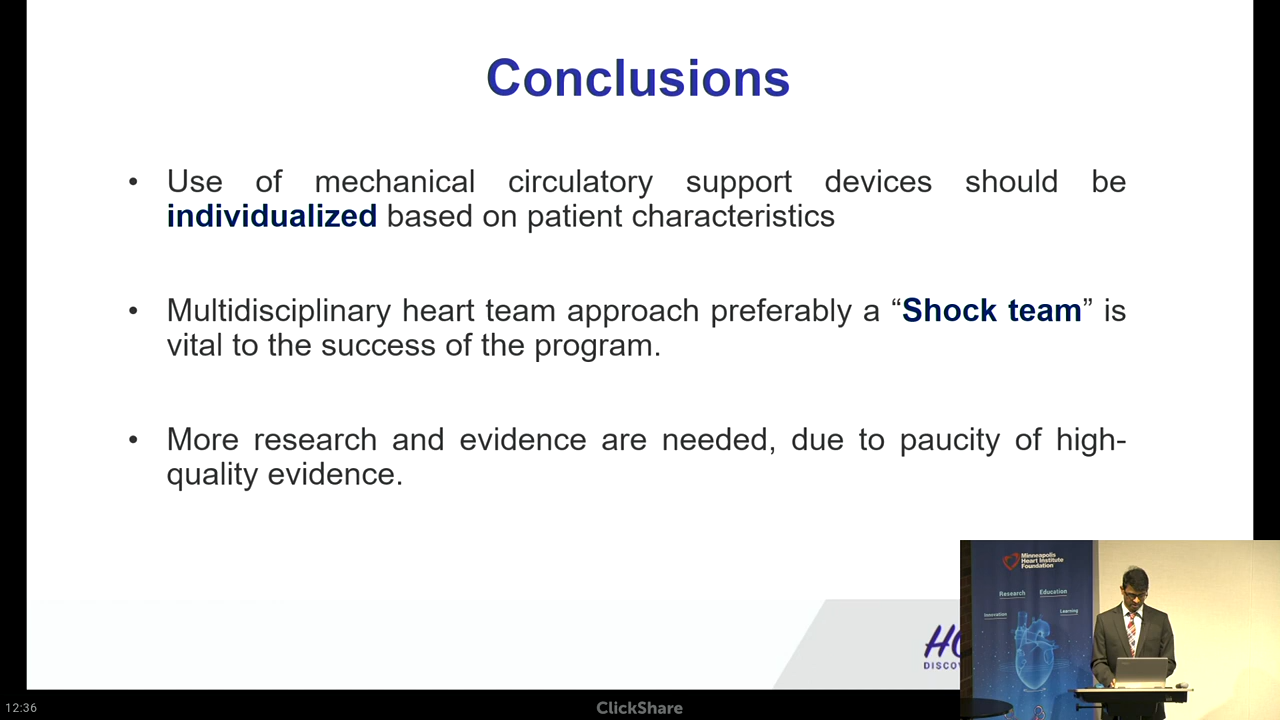 Conclusions
• Use of mechanical circulatory support devices should be
individualized based on patient characteristics
• Multidisciplinary heart team approach preferably a “Shock team” is
vital to the success of the program.
• More research and evidence are needed, due to paucity of high-
quality evidence.
Minneapolis
Heart Institute
Foundation
Research Education
Innovation Learning
12:36
ClickShare